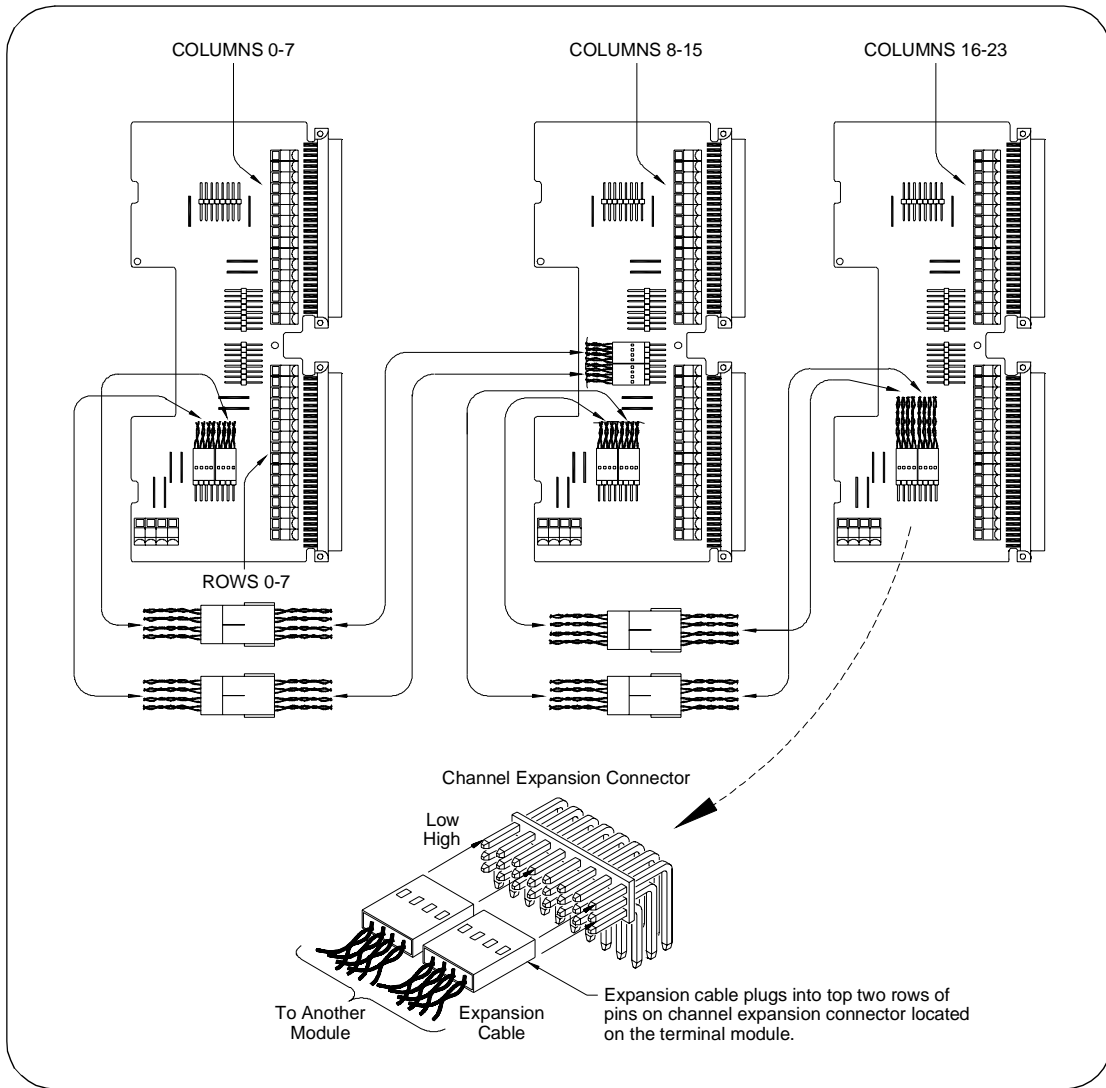 COLUMNS 0-7
COLUMNS 8-15
COLUMNS 16-23
ROWS 0-7
Channel Expansion Connector
Low
High
To Another
Module
Expansion
Cable
Expansion cable plugs into top two rows of
pins on channel expansion connector located
on the terminal module.